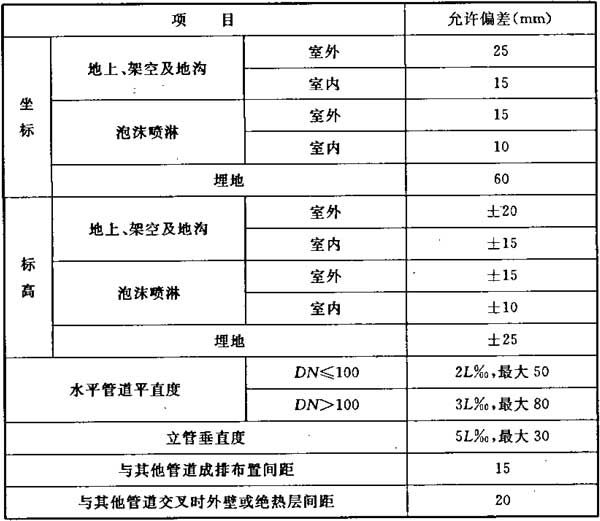 项 目 允许偏差(mm)
坐标 地上、架空及地沟 室外 25
室内 15
泡沫喷淋 室外 15
室内 10
埋地 60
标高 地上、架空及地沟 室外 ±20
室内 ±15
泡沫喷淋 室外 ±15
室内 ±10
埋地 ±25
水平管道平直度 DN≤100 2L‰,最大 50
DN>100 3L‰,最大 80
立管垂直度 5L‰,最大 30
与其他管道成排布置间距 15
与其他管道交叉时外壁或绝热层间距 20